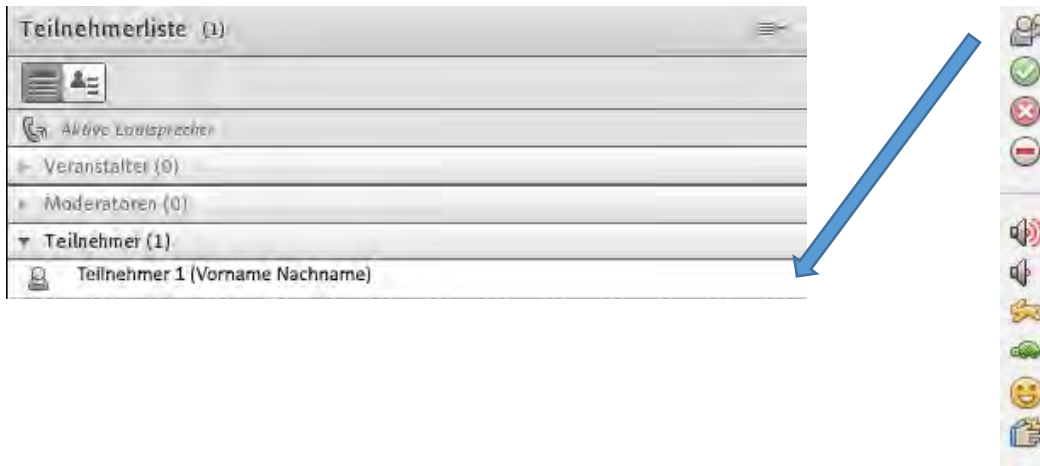 Teilnehmerliste (1)
Aktive Lautsprecher
Veranstalter (0)
Moderatoren (0)
Teilnehmer (1)
Teilnehmer 1 (Vorname Nachname)